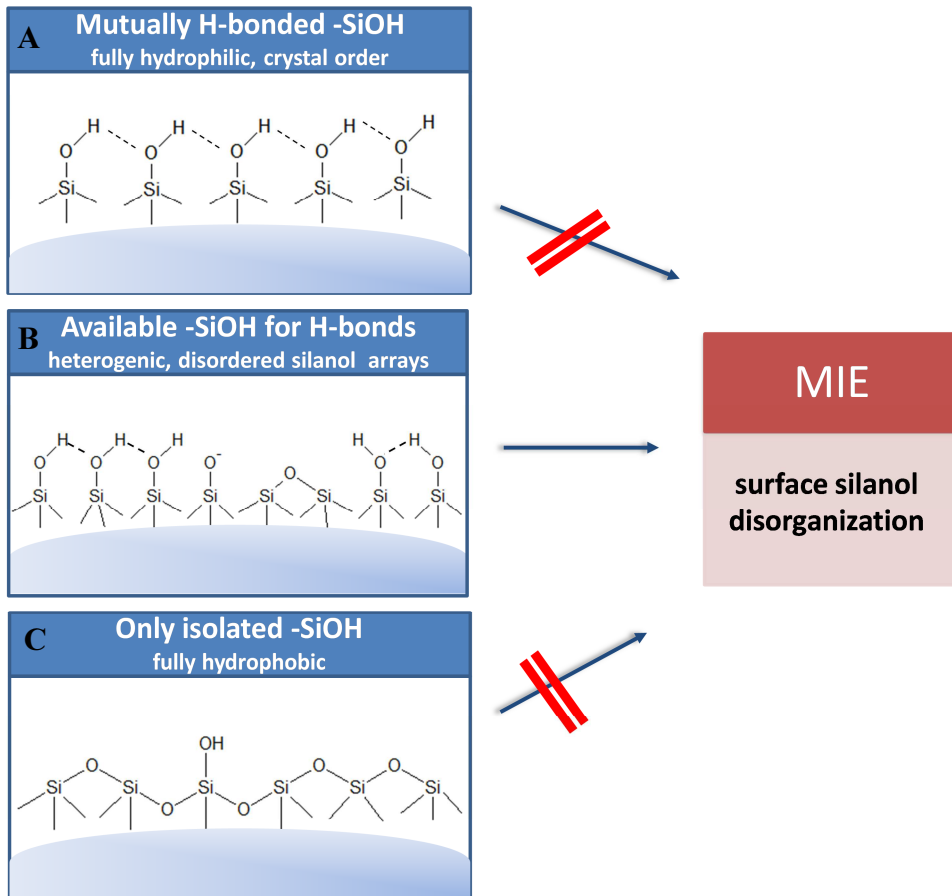 A
Mutually H-bonded -SiOH
fully hydrophilic, crystal order
H H H H H
O O O O O
Si Si Si Si Si
B
Available -SiOH for H-bonds
heterogenic, disordered silanol arrays
H H H H H
O O O O⁻ O O O
Si Si Si Si Si Si Si Si
MIE
surface silanol
disorganization
C
Only isolated -SiOH
fully hydrophobic
OH
O O O
Si Si Si Si Si Si
O O